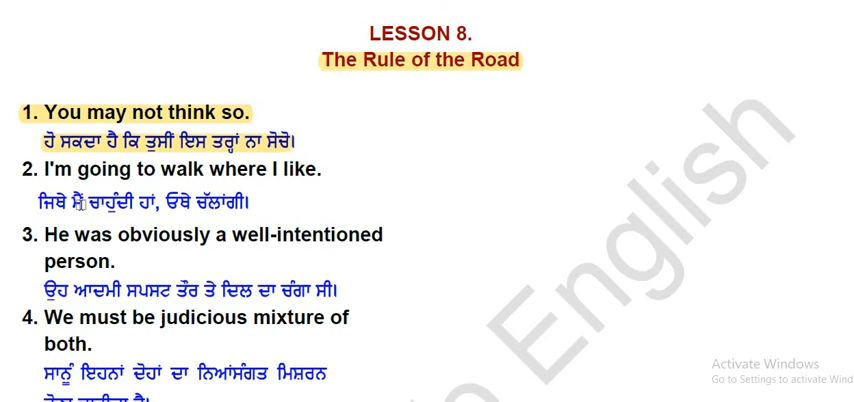 LESSON 8.
The Rule of the Road
1. You may not think so.
ਹੋ ਸਕਦਾ ਹੈ ਕਿ ਤੁਸੀਂ ਇਸ ਤਰ੍ਹਾਂ ਨਾ ਸੋਚੋ।
2. I'm going to walk where I like.
ਜਿਥੇ ਮੈਂ ਚਾਹੁੰਦੀ ਹਾਂ, ਓਥੇ ਚੱਲਾਂਗੀ।
3. He was obviously a well-intentioned
person.
ਉਹ ਆਦਮੀ ਸਪਸਟ ਤੌਰ ਤੇ ਦਿਲ ਦਾ ਚੰਗਾ ਸੀ।
4. We must be judicious mixture of
both.
ਸਾਨੂੰ ਇਹਨਾਂ ਦੋਹਾਂ ਦਾ ਨਿਆਂਸੰਗਤ ਮਿਸ਼ਰਨ
English
Activate Windows
Go to Settings to activate Wind